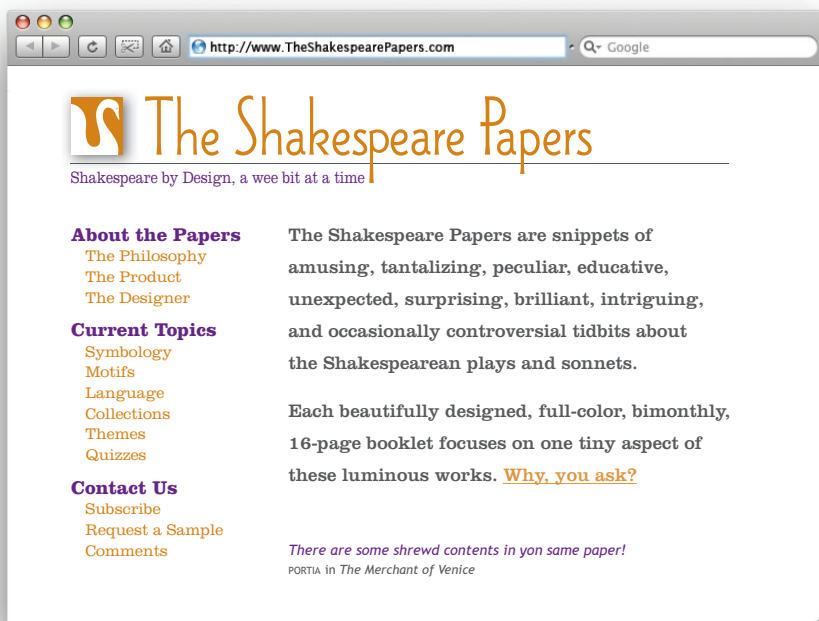 http://www.TheShakespearePapers.com
Google
The Shakespeare Papers
Shakespeare by Design, a wee bit at a time
About the Papers
The Philosophy
The Product
The Designer
Current Topics
Symbology
Motifs
Language
Collections
Themes
Quizzes
Contact Us
Subscribe
Request a Sample
Comments
The Shakespeare Papers are snippets of
amusing, tantalizing, peculiar, educative,
unexpected, surprising, brilliant, intriguing,
and occasionally controversial tidbits about
the Shakespearean plays and sonnets.
Each beautifully designed, full-color, bimonthly,
16-page booklet focuses on one tiny aspect of
these luminous works. Why, you ask?
There are some shrewd contents in yon same paper!
PORTIA in The Merchant of Venice